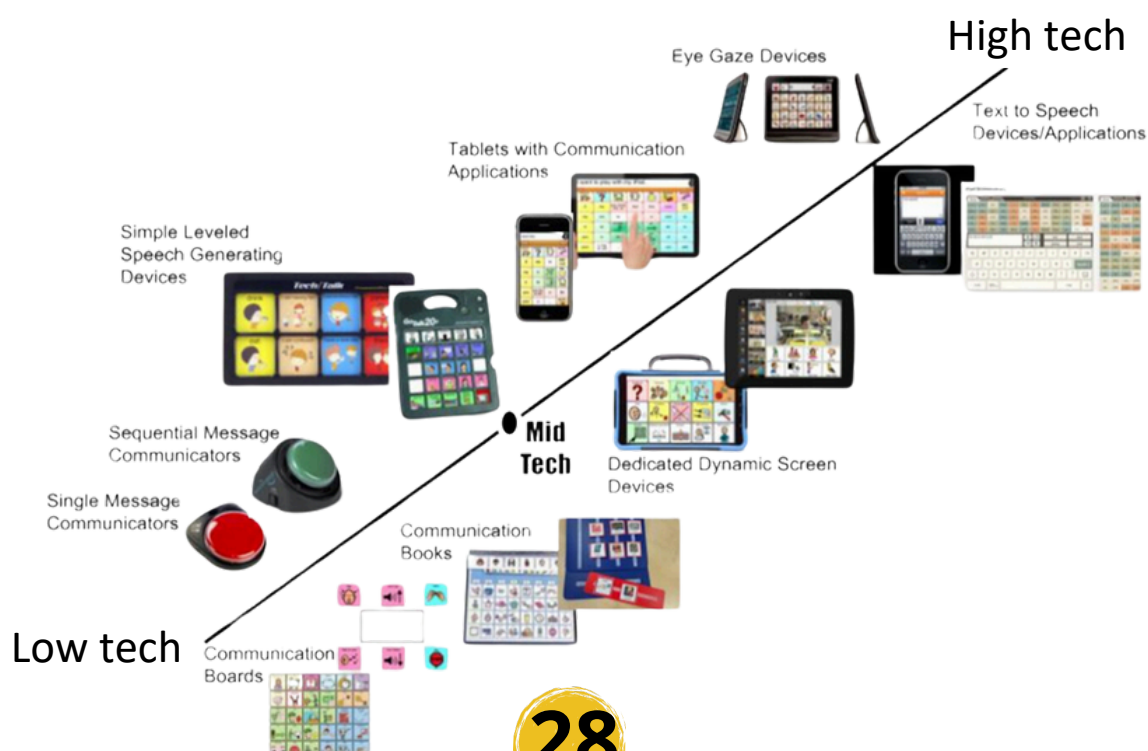 High tech
Eye Gaze Devices
Text to Speech
Devices/Applications
Tablets with Communication
Applications
Simple Leveled
Speech Generating
Devices
Tech/Talk
Mid
Tech
Sequential Message
Communicators
Dedicated Dynamic Screen
Devices
Single Message
Communicators
Communication
Books
Low tech
Communication
Boards
28